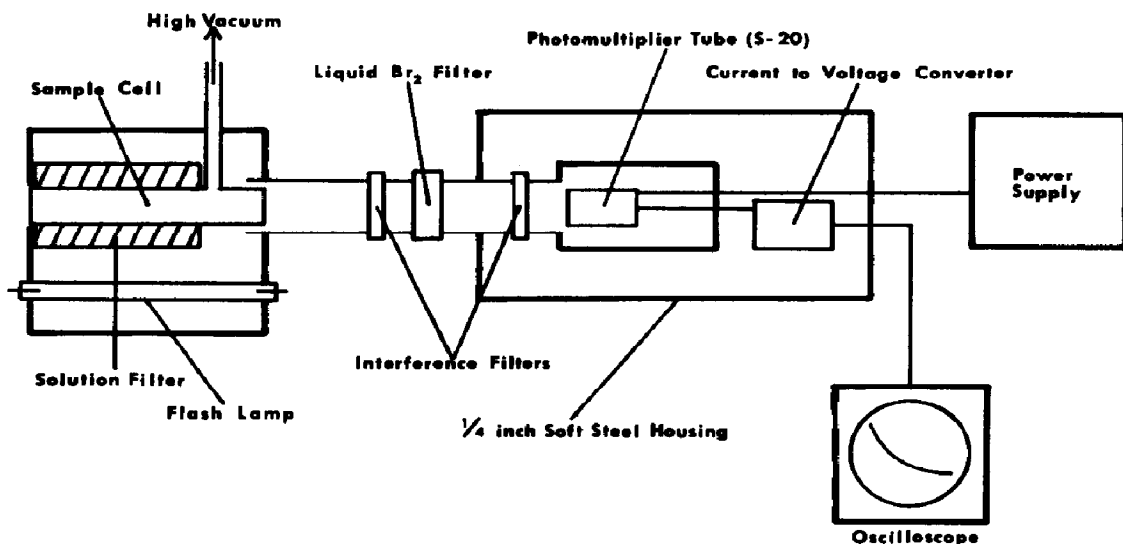 High Vacuum
Photomultiplier Tube (S-20)
Liquid Br₂ Filter
Current to Voltage Converter
Sample Cell
Power
Supply
Interference Filters
Solution Filter
Flash Lamp
1/4 inch Soft Steel Housing
Oscilloscope